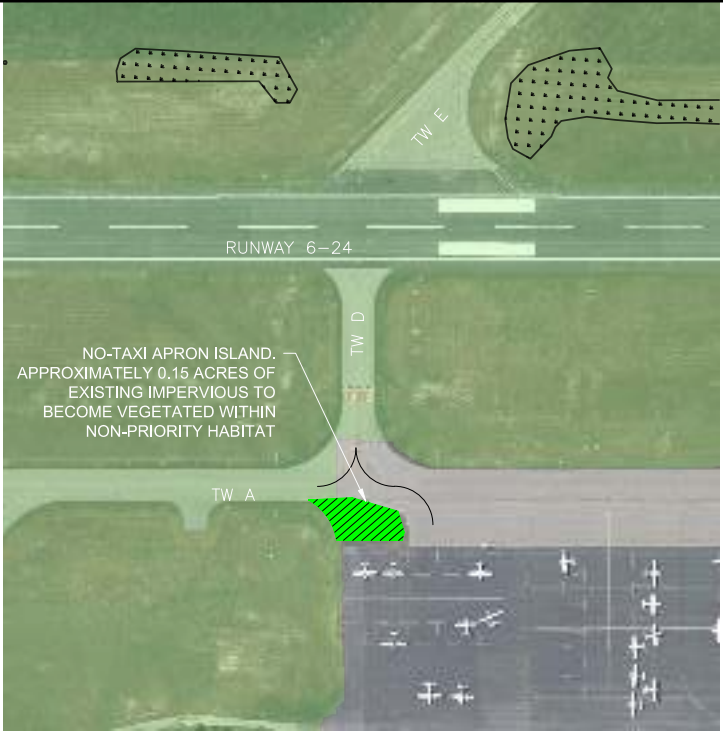 TW E
RUNWAY 6-24
TW D
NO-TAXI APRON ISLAND.
APPROXIMATELY 0.15 ACRES OF
EXISTING IMPERVIOUS TO
BECOME VEGETATED WITHIN
NON-PRIORITY HABITAT
TW A